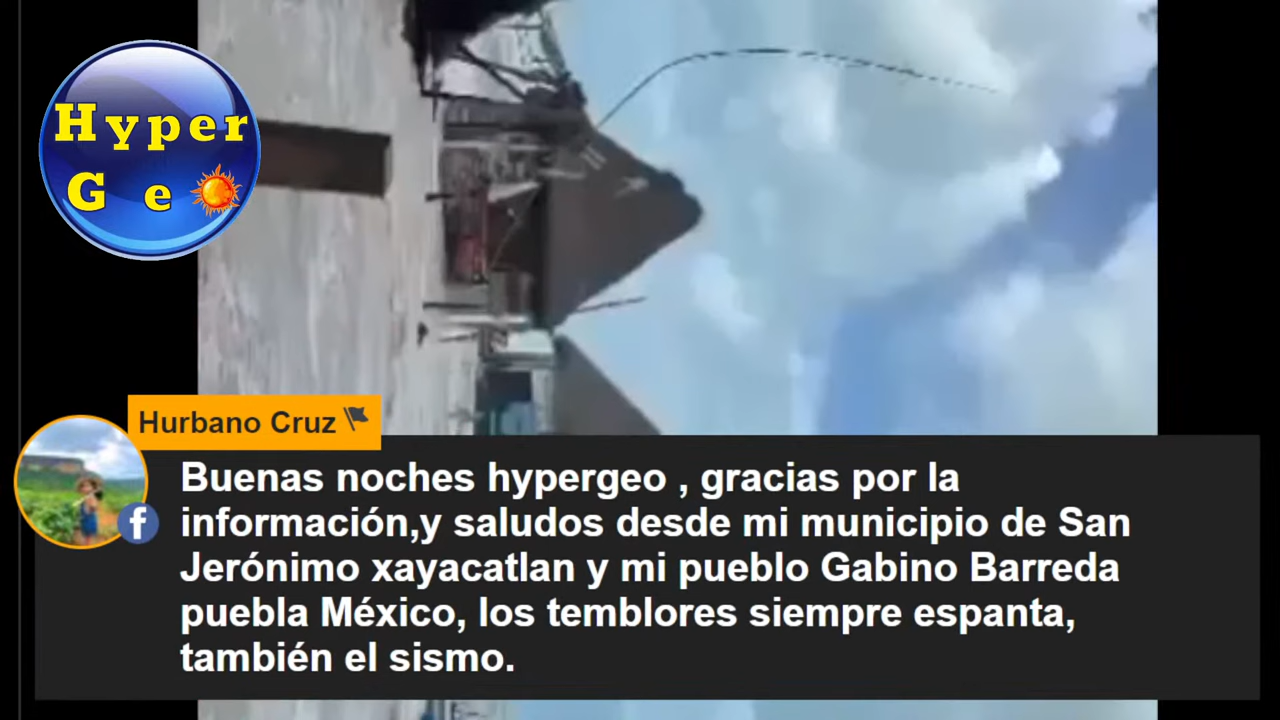 Hyper
Ge
Hurbano Cruz
Buenas noches hypergeo , gracias por la
información,y saludos desde mi municipio de San
Jerónimo xayacatlan y mi pueblo Gabino Barreda
puebla México, los temblores siempre espanta,
también el sismo.